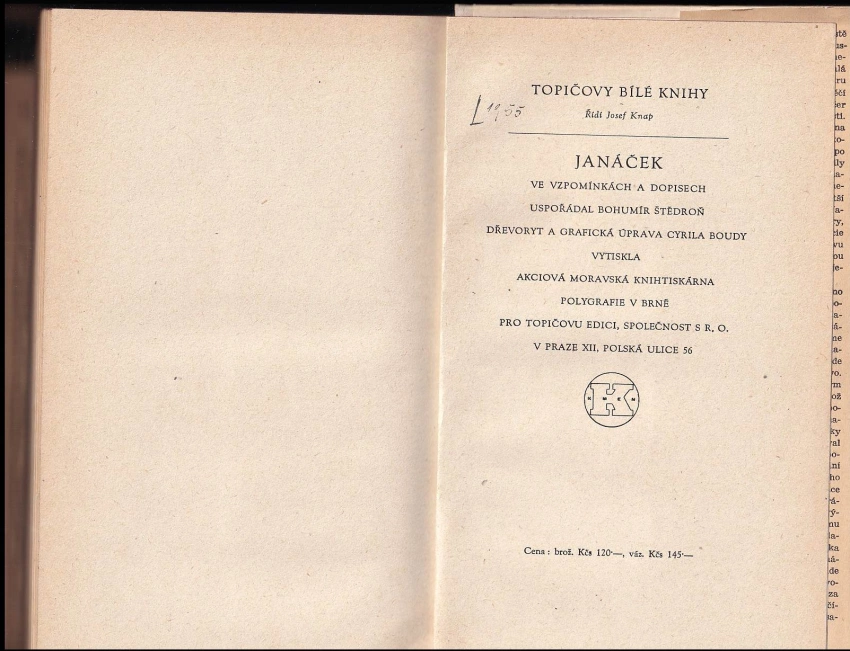 TOPIČOVY BÍLÉ KNIHY
Řídí Josef Knap
1955
JANÁČEK
VE VZPOMÍNKÁCH A DOPISECH
USPOŘÁDAL BOHUMÍR ŠTĚDROŇ
DŘEVORYT A GRAFICKÁ ÚPRAVA CYRILA BOUDY
VYTISKLA
AKCIOVÁ MORAVSKÁ KNIHTISKÁRNA
POLYGRAFIE V BRNĚ
PRO TOPIČOVU EDICI, SPOLEČNOST S R. O.
V PRAZE XII, POLSKÁ ULICE 56
K M E N
Cena : brož. Kčs 120·—, váz. Kčs 145·—